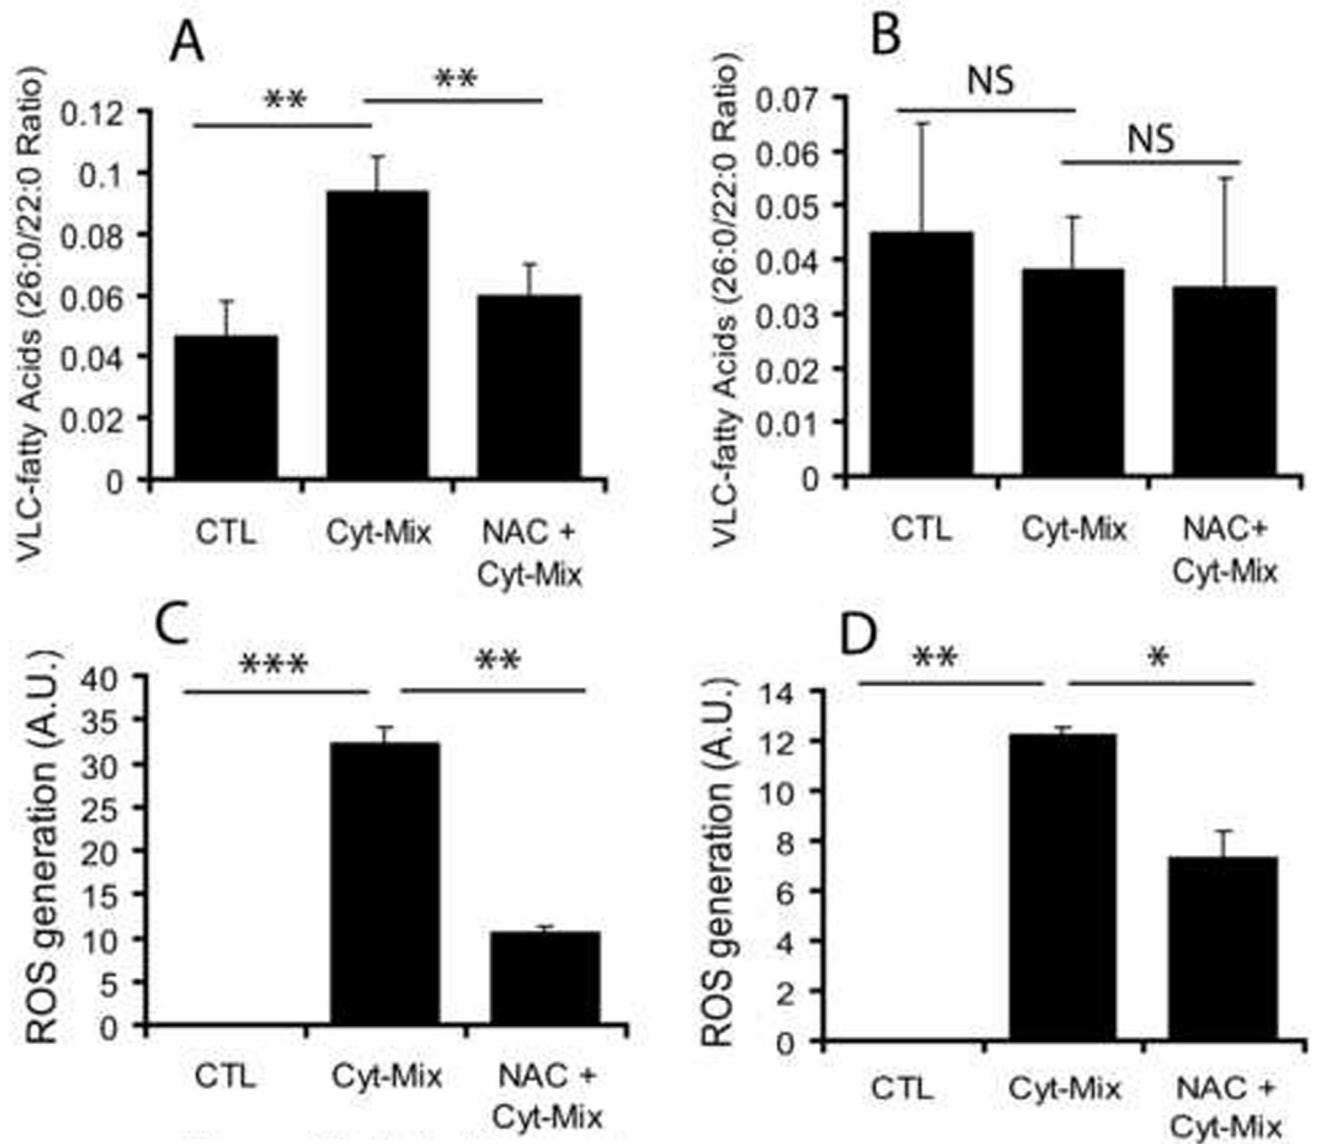 A
VLC-fatty Acids (26:0/22:0 Ratio)
0.12
0.1
0.08
0.06
0.04
0.02
0
**
**
CTL
Cyt-Mix
NAC +
Cyt-Mix
B
VLC-fatty Acids (26:0/22:0 Ratio)
0.07
0.06
0.05
0.04
0.03
0.02
0.01
0
NS
NS
CTL
Cyt-Mix
NAC+
Cyt-Mix
C
ROS generation (A.U.)
40
35
30
25
20
15
10
5
0
***
**
CTL
Cyt-Mix
NAC +
Cyt-Mix
D
ROS generation (A.U.)
14
12
10
8
6
4
2
0
**
*
CTL
Cyt-Mix
NAC +
Cyt-Mix